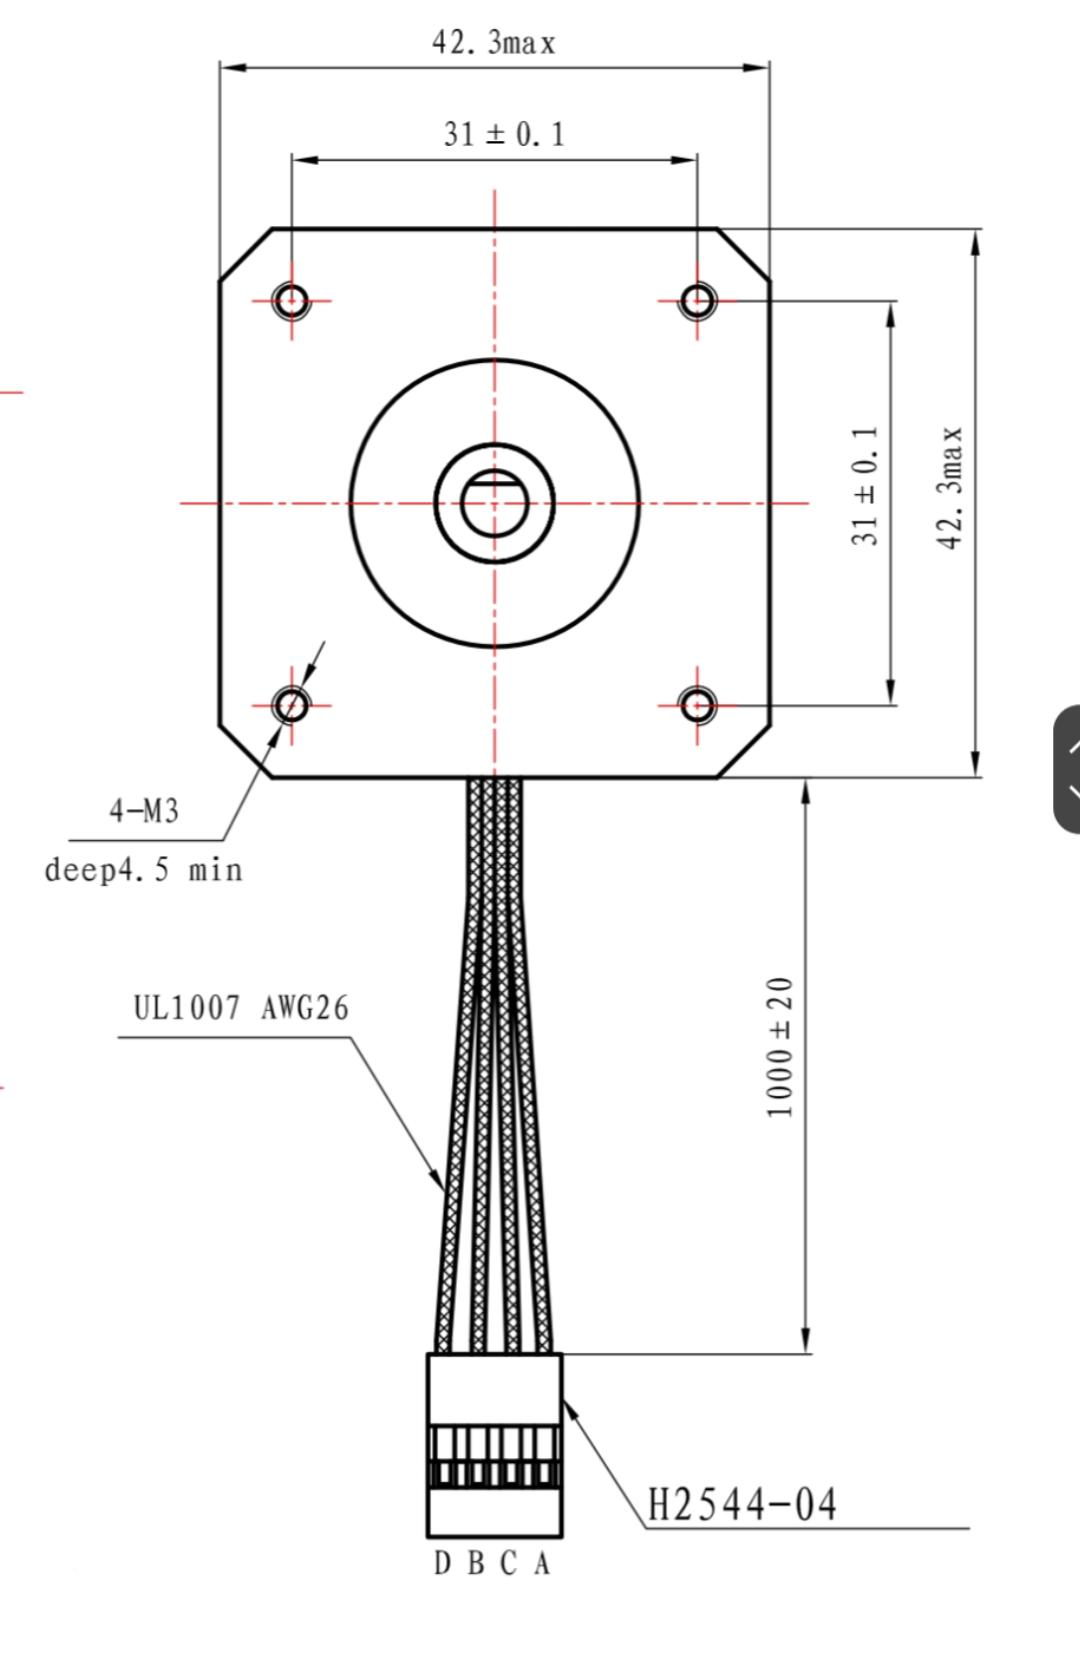 42.3max
31±0.1
31±0.1
42.3max
4-M3
deep4.5 min
UL1007 AWG26
1000±20
H2544-04
D B C A